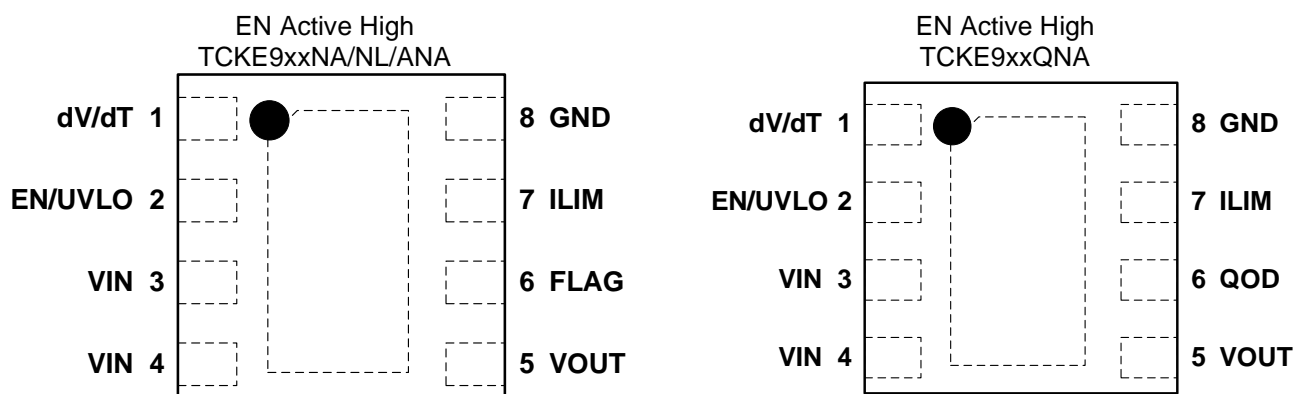 EN Active High
TCKE9xxNA/NL/ANA
dV/dT 1
8 GND
EN/UVLO 2
7 ILIM
VIN 3
6 FLAG
VIN 4
5 VOUT
EN Active High
TCKE9xxQNA
dV/dT 1
8 GND
EN/UVLO 2
7 ILIM
VIN 3
6 QOD
VIN 4
5 VOUT